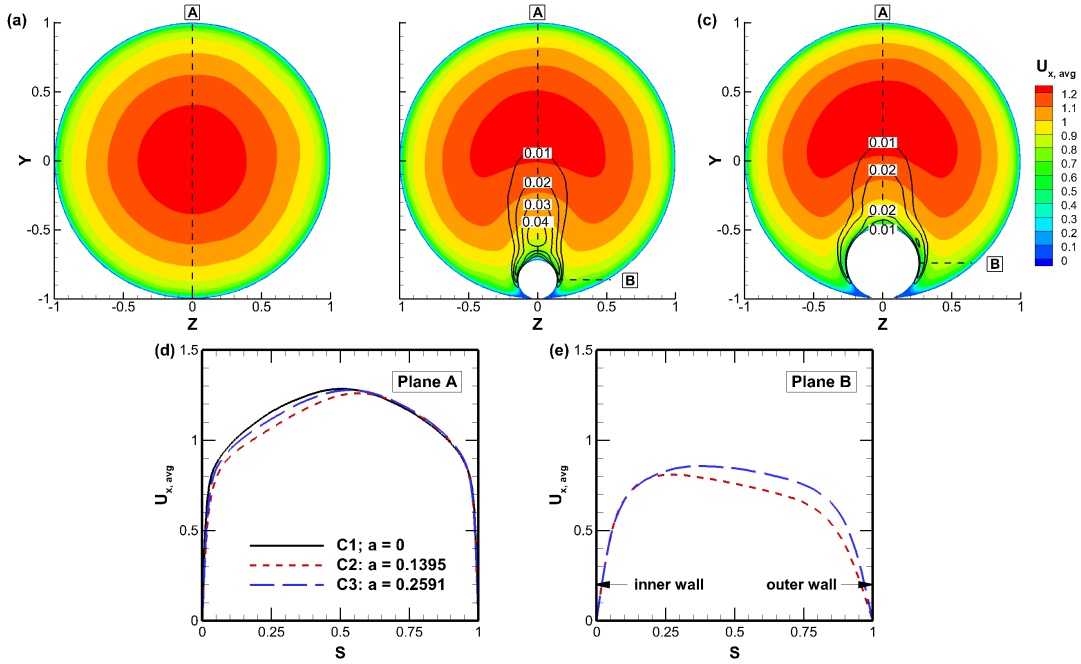 (a)
A
A
(c)
A
1
0.5
0
-0.5
-1
Y
-1
-0.5
0
0.5
1
Z
0.01
0.02
0.03
0.04
B
-0.5
0
0.5
1
Z
1
0.5
0
-0.5
-1
Y
0.01
0.02
0.02
0.01
B
-0.5
0
0.5
1
Z
U x, avg
1.2
1.1
1
0.9
0.8
0.7
0.6
0.5
0.4
0.3
0.2
0.1
0
(d)
Plane A
1.5
1
0.5
0
U x, avg
C1; a = 0
C2: a = 0.1395
C3: a = 0.2591
0
0.25
0.5
0.75
1
S
(e)
Plane B
1.5
1
0.5
0
U x, avg
inner wall
outer wall
0
0.25
0.5
0.75
1
S